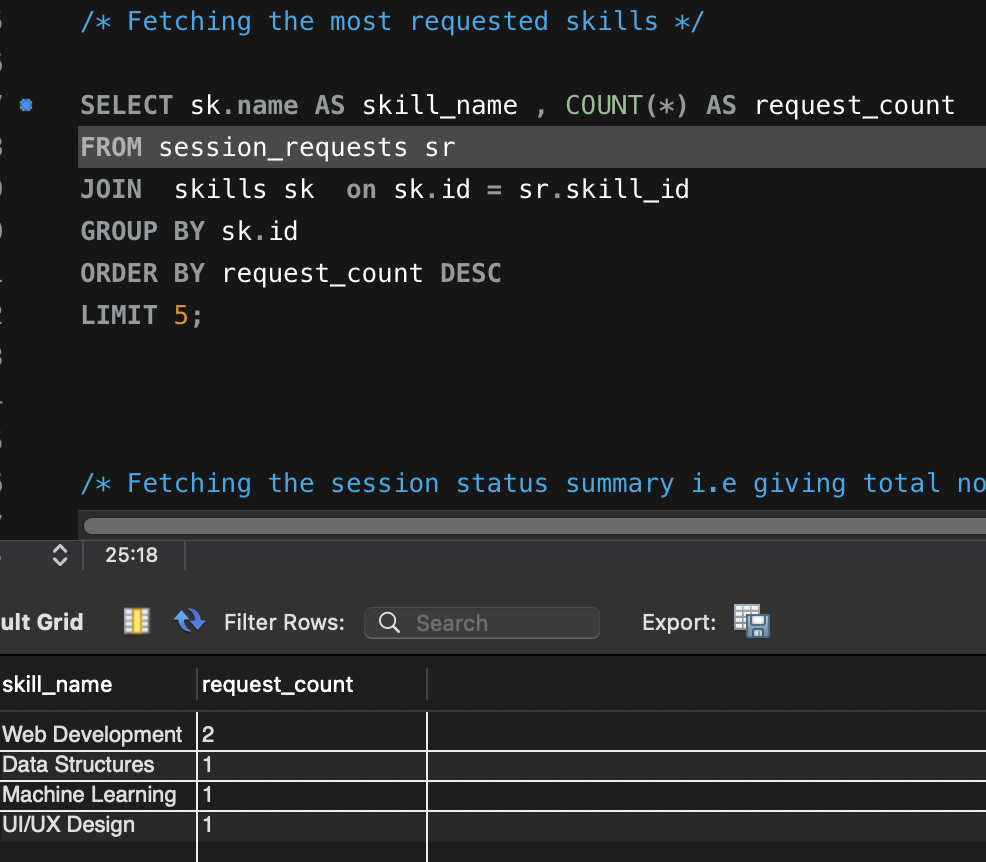 /* Fetching the most requested skills */
SELECT sk.name AS skill_name , COUNT(*) AS request_count
FROM session_requests sr
JOIN  skills sk  on sk.id = sr.skill_id
GROUP BY sk.id
ORDER BY request_count DESC
LIMIT 5;
/* Fetching the session status summary i.e giving total no
25:18
ult Grid
Filter Rows:
Search
Export:
skill_name request_count
Web Development 2
Data Structures 1
Machine Learning 1
UI/UX Design 1